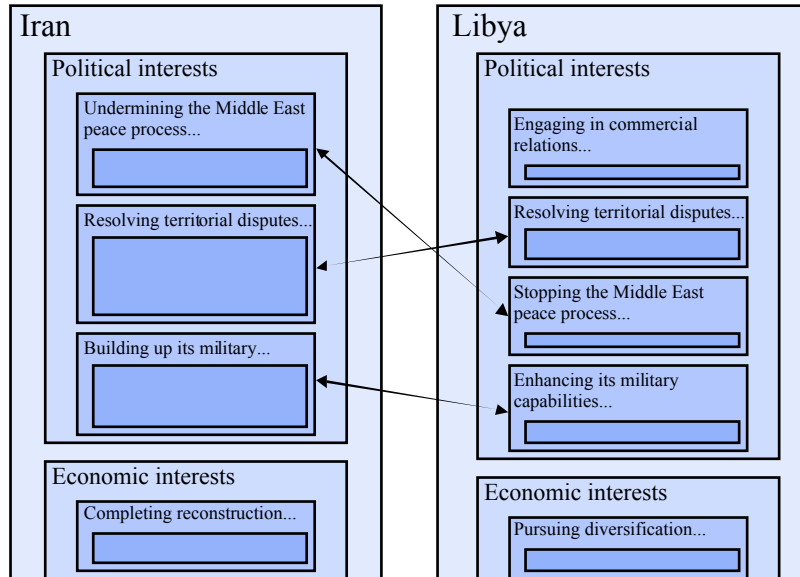 Iran
Political interests
Undermining the Middle East
peace process...
Resolving territorial disputes...
Building up its military...
Economic interests
Completing reconstruction...
Libya
Political interests
Engaging in commercial
relations...
Resolving territorial disputes...
Stopping the Middle East
peace process...
Enhancing its military
capabilities...
Economic interests
Pursuing diversification...